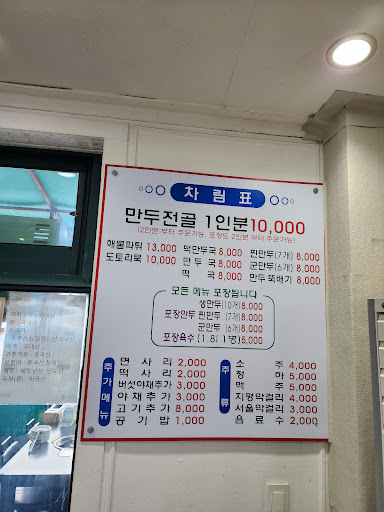 차림표
만두전골 1인분10,000
(2인분 부터 주문가능, 포장도 2인분 부터 주문가능)
해물파전 13,000 떡만두국 8,000 찐만두(7개) 8,000
도토리묵 10,000 만두국 8,000 군만두(6개) 8,000
떡국 8,000 만두뚝배기 8,000
모든 메뉴 포장됩니다
생만두(10개)8,000
포장만두 찐만두 (7개)8,000
군만두 (6개)8,000
포장육수 (1.8ℓ 1병)5,000
추가메뉴
면사리 2,000
떡사리 2,000
버섯야채추가 3,000
야채추가 3,000
고기추가 8,000
공기밥 1,000
주류
소주 4,000
청하 5,000
맥주 5,000
지평막걸리 4,000
서울막걸리 3,000
음료수 2,000